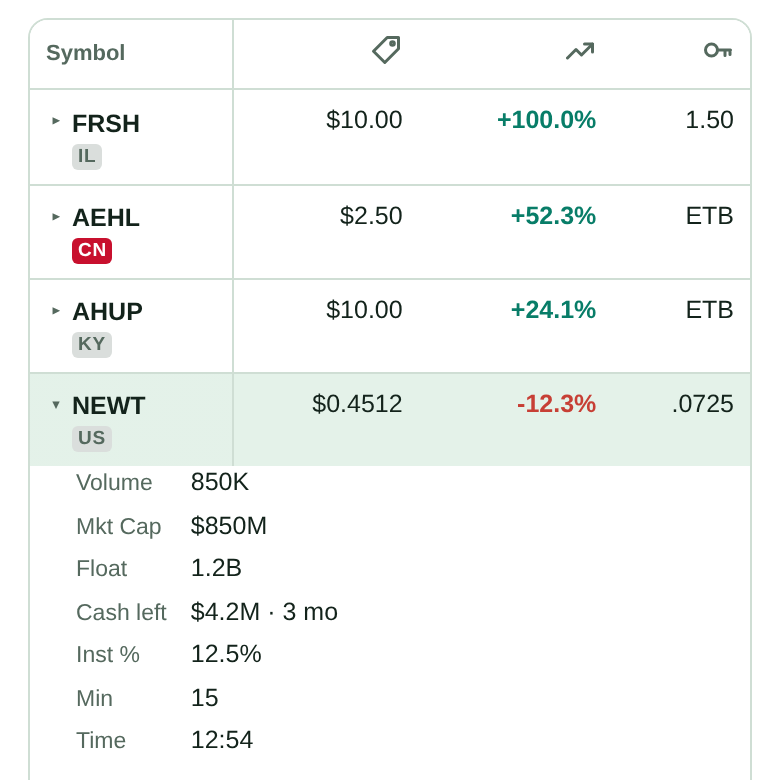 Symbol
FRSH $10.00 +100.0% 1.50
IL
AEHL $2.50 +52.3% ETB
CN
AHUP $10.00 +24.1% ETB
KY
NEWT $0.4512 -12.3% .0725
US
Volume 850K
Mkt Cap $850M
Float 1.2B
Cash left $4.2M · 3 mo
Inst % 12.5%
Min 15
Time 12:54